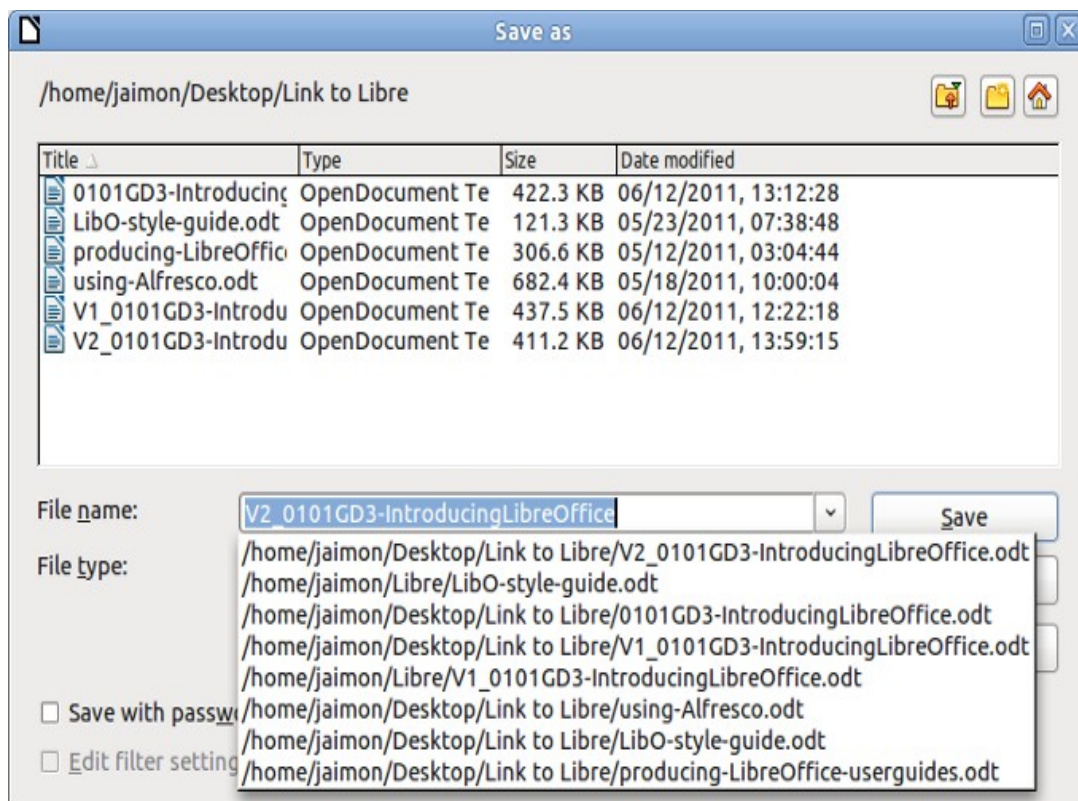 Save as
/home/jaimon/Desktop/Link to Libre
Title Type Size Date modified
0101GD3-Introducing OpenDocument Te 422.3 KB 06/12/2011, 13:12:28
LibO-style-guide.odt OpenDocument Te 121.3 KB 05/23/2011, 07:38:48
producing-LibreOffic OpenDocument Te 306.6 KB 05/12/2011, 03:04:44
using-Alfresco.odt OpenDocument Te 682.4 KB 05/18/2011, 10:00:04
V1_0101GD3-Introdu OpenDocument Te 437.5 KB 06/12/2011, 12:22:18
V2_0101GD3-Introdu OpenDocument Te 411.2 KB 06/12/2011, 13:59:15
File name: V2_0101GD3-IntroducingLibreOffice Save
/home/jaimon/Desktop/Link to Libre/V2_0101GD3-IntroducingLibreOffice.odt
File type:
/home/jaimon/Libre/LibO-style-guide.odt
/home/jaimon/Desktop/Link to Libre/0101GD3-IntroducingLibreOffice.odt
/home/jaimon/Desktop/Link to Libre/V1_0101GD3-IntroducingLibreOffice.odt
/home/jaimon/Libre/V1_0101GD3-IntroducingLibreOffice.odt
Save with passw /home/jaimon/Desktop/Link to Libre/using-Alfresco.odt
/home/jaimon/Desktop/Link to Libre/LibO-style-guide.odt
Edit filter setting /home/jaimon/Desktop/Link to Libre/producing-LibreOffice-userguides.odt